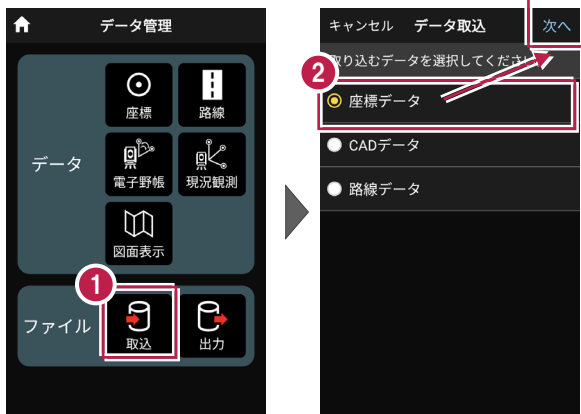 データ管理
データ
座標
路線
電子野帳
現況観測
図面表示
1
ファイル
取込
出力
キャンセル
データ取込
次へ
取り込むデータを選択してください
2
座標データ
CADデータ
路線データ